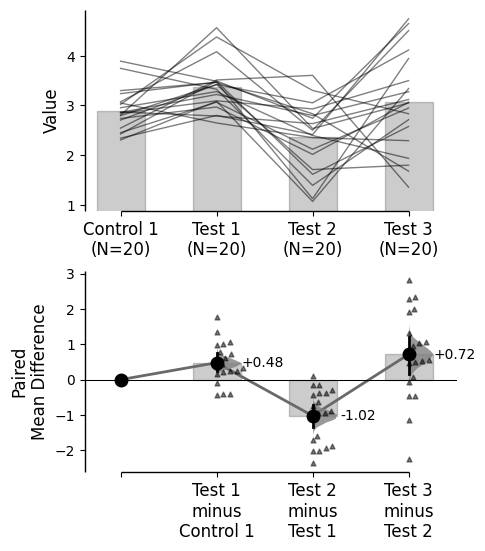 4
3
2
1
Value
Control 1 Test 1 Test 2 Test 3
(N=20) (N=20) (N=20) (N=20)
3
2
1
0
−1
−2
Paired
Mean Difference
+0.48
-1.02
+0.72
Test 1 Test 2 Test 3
minus minus minus
Control 1 Test 1 Test 2